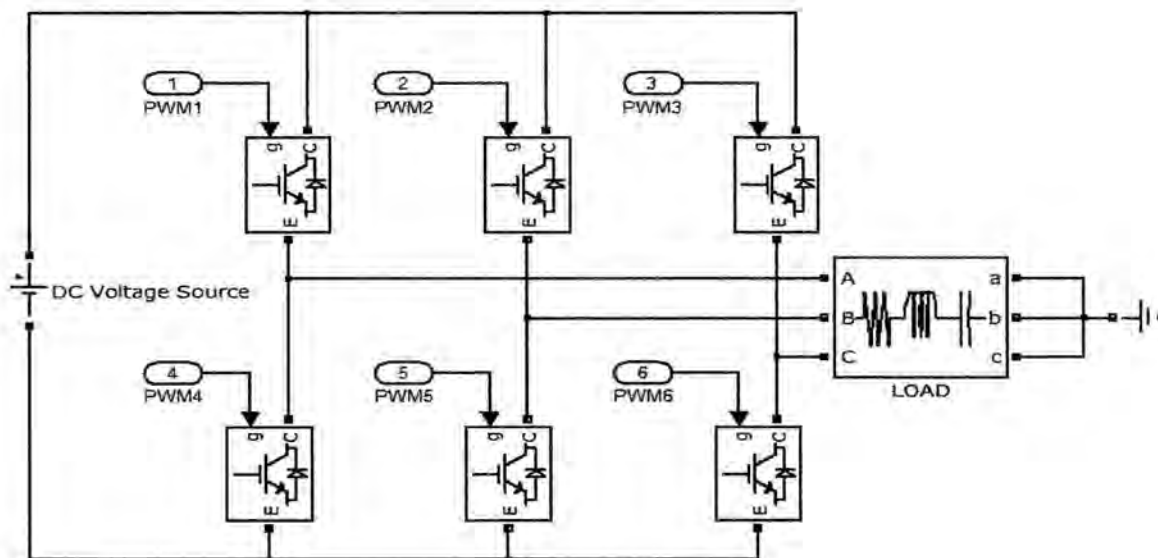 1
PWM1
2
PWM2
3
PWM3
g C
E
g C
E
g C
E
DC Voltage Source
A a
B b
C c
LOAD
4
PWM4
5
PWM5
6
PWM6
g C
E
g C
E
g C
E